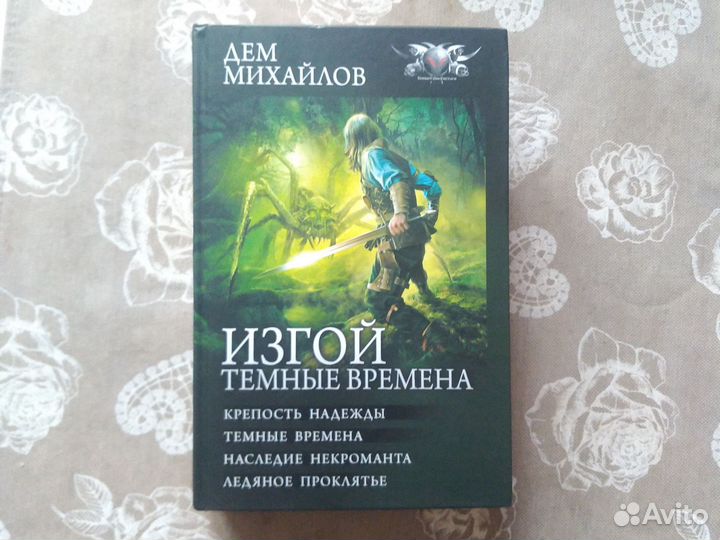 ДЕМ
МИХАЙЛОВ
ИЗГОЙ
ТЕМНЫЕ ВРЕМЕНА
КРЕПОСТЬ НАДЕЖДЫ
ТЕМНЫЕ ВРЕМЕНА
НАСЛЕДИЕ НЕКРОМАНТА
ЛЕДЯНОЕ ПРОКЛЯТЬЕ
Avito